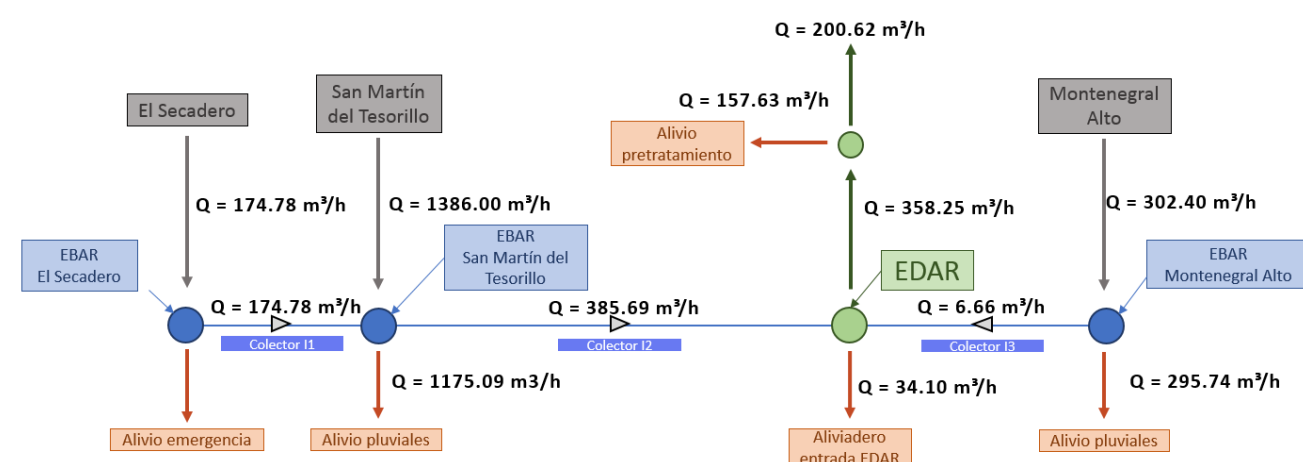 Q = 200.62 m³/h
El Secadero
San Martín
del Tesorillo
Q = 157.63 m³/h
Alivio
pretratamiento
Montenegral
Alto
Q = 174.78 m³/h
Q = 1386.00 m³/h
Q = 358.25 m³/h
Q = 302.40 m³/h
EBAR
El Secadero
EBAR
San Martín del
Tesorillo
EDAR
EBAR
Montenegral Alto
Q = 174.78 m³/h
Q = 385.69 m³/h
Q = 6.66 m³/h
Colector I1
Colector I2
Colector I3
Q = 1175.09 m3/h
Q = 34.10 m³/h
Q = 295.74 m³/h
Alivio emergencia
Alivio pluviales
Aliviadero
entrada EDAR
Alivio pluviales